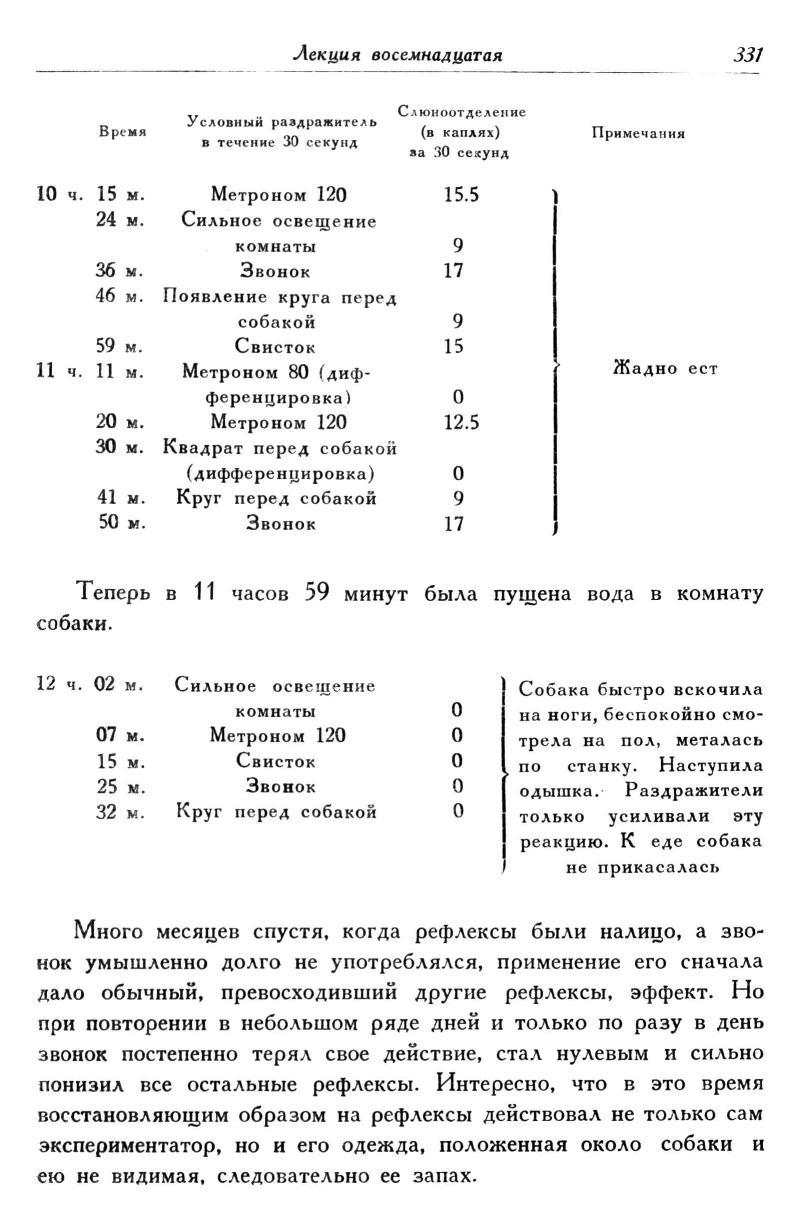 Лекция восемнадцатая 331
Время Условный раздражитель в течение 30 секунд Слюноотделение (в каплях) за 30 секунд Примечания
10 ч. 15 м. Метроном 120 15.5
24 м. Сильное освещение
комнаты 9
36 м. Звонок 17
46 м. Появление круга перед
собакой 9
59 м. Свисток 15
11 ч. 11 м. Метроном 80 (диф- Жадно ест
ференцировка) 0
20 м. Метроном 120 12.5
30 м. Квадрат перед собакой
(дифференцировка) 0
41 м. Круг перед собакой 9
50 м. Звонок 17
Теперь в 11 часов 59 минут была пущена вода в комнату
собаки.
12 ч. 02 м. Сильное освещение
комнаты 0
07 м. Метроном 120 0
15 м. Свисток 0
25 м. Звонок 0
32 м. Круг перед собакой 0
Собака быстро вскочила
на ноги, беспокойно смо-
трела на пол, металась
по станку. Наступила
одышка. Раздражители
только усиливали эту
реакцию. К еде собака
не прикасалась
Много месяцев спустя, когда рефлексы были налицо, а зво-
нок умышленно долго не употреблялся, применение его сначала
дало обычный, превосходивший другие рефлексы, эффект. Но
при повторении в небольшом ряде дней и только по разу в день
звонок постепенно терял свое действие, стал нулевым и сильно
понизил все остальные рефлексы. Интересно, что в это время
восстановляющим образом на рефлексы действовал не только сам
экспериментатор, но и его одежда, положенная около собаки и
ею не видимая, следовательно ее запах.